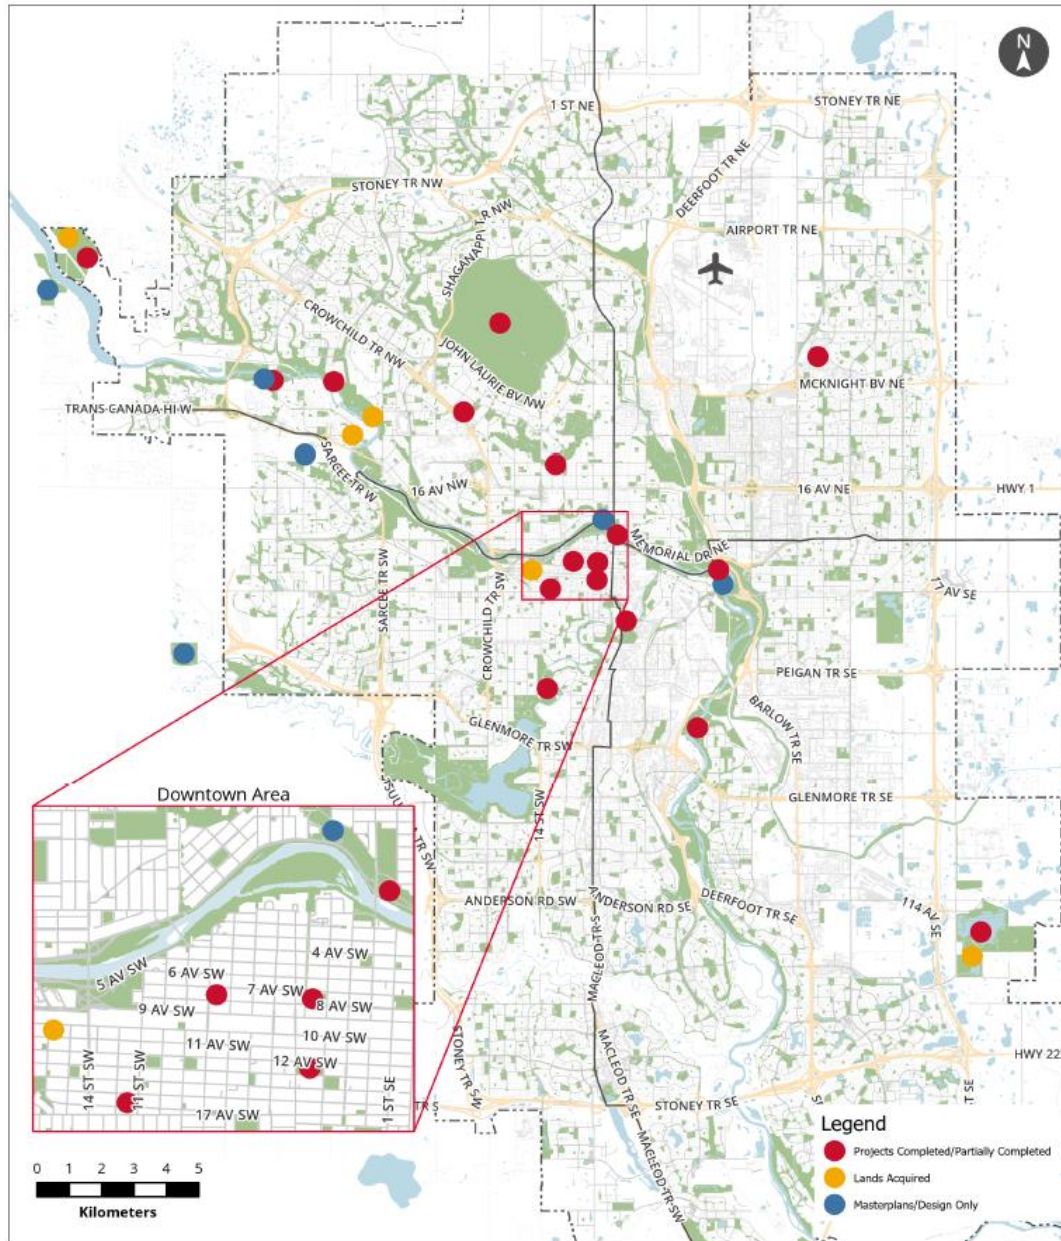 N
1 ST NE
STONEY TR NE
STONEY TR NW
DEERFOOT TR NE
SHAGANAPPI T R NW
AIRPORT TR NE
CROWCHILD TR NW
JOHN LAURIE BV NW
MCKNIGHT BV NE
TRANS-CANADA HI W
SARCEE TR W
16 AV NW
16 AV NE
HWY 1
MEMORIAL DR NE
SARCEE TR SW
CROWCHILD TR SW
17 AV SE
PEIGAN TR SE
BARLOW TR SE
GLENMORE TR SW
GLENMORE TR SE
14 ST SW
TR SW
ANDERSON RD SW
ANDERSON RD SE
DEERFOOT TR SE
114 AV SE
MACLEOD TR S
STONEY TR SW
MACLEOD TR SE
MACLEOD TR SW
STONEY TR SE
TR S
HWY 22
ST SE
Downtown Area
4 AV SW
5 AV SW
6 AV SW
7 AV SW
8 AV SW
9 AV SW
10 AV SW
11 AV SW
12 AV SW
14 ST SW
11 ST SW
17 AV SW
1 ST SE
0 1 2 3 4 5
Kilometers
Legend
Projects Completed/Partially Completed
Lands Acquired
Masterplans/Design Only